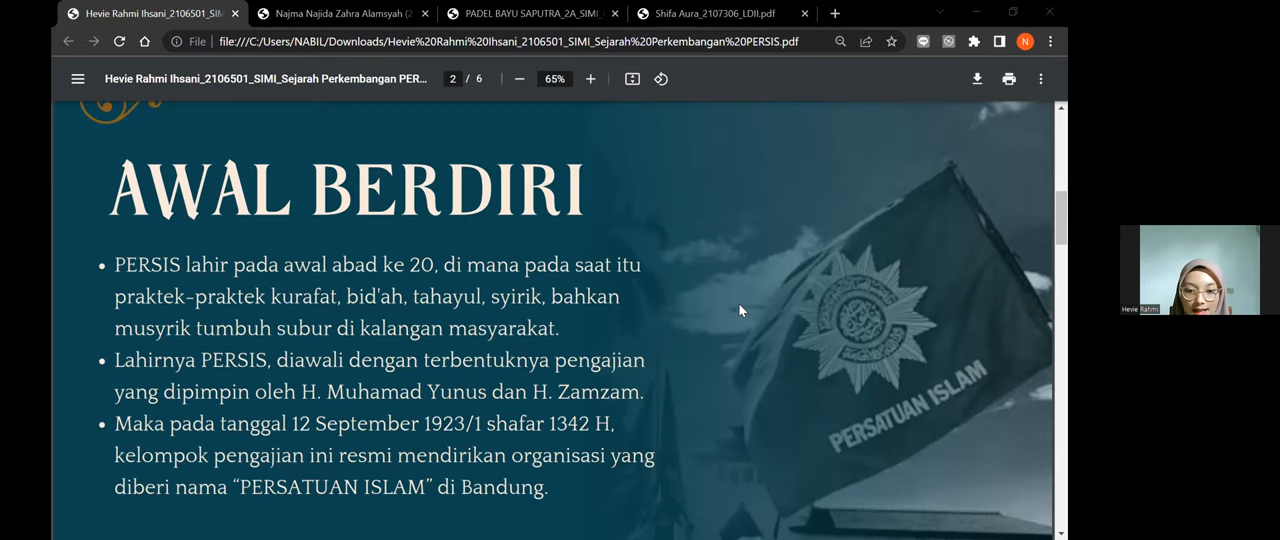 Hevie Rahmi Ihsani_2106501_SIM
Najma Najida Zahra Alamsyah (2
PADEL BAYU SAPUTRA_2A_SIMI_
Shifa Aura_2107306_LDII.pdf
File file:///C:/Users/NABIL/Downloads/Hevie%20Rahmi%20Ihsani_2106501_SIMI_Sejarah%20Perkembangan%20PERSIS.pdf
N
Hevie Rahmi Ihsani_2106501_SIMI_Sejarah Perkembangan PER...
2 / 6
65%
AWAL BERDIRI
• PERSIS lahir pada awal abad ke 20, di mana pada saat itu
praktek-praktek kurafat, bid'ah, tahayul, syirik, bahkan
musyrik tumbuh subur di kalangan masyarakat.
• Lahirnya PERSIS, diawali dengan terbentuknya pengajian
yang dipimpin oleh H. Muhamad Yunus dan H. Zamzam.
• Maka pada tanggal 12 September 1923/1 shafar 1342 H,
kelompok pengajian ini resmi mendirikan organisasi yang
diberi nama “PERSATUAN ISLAM” di Bandung.
PERSATUAN ISLAM
Hevie Rahmi